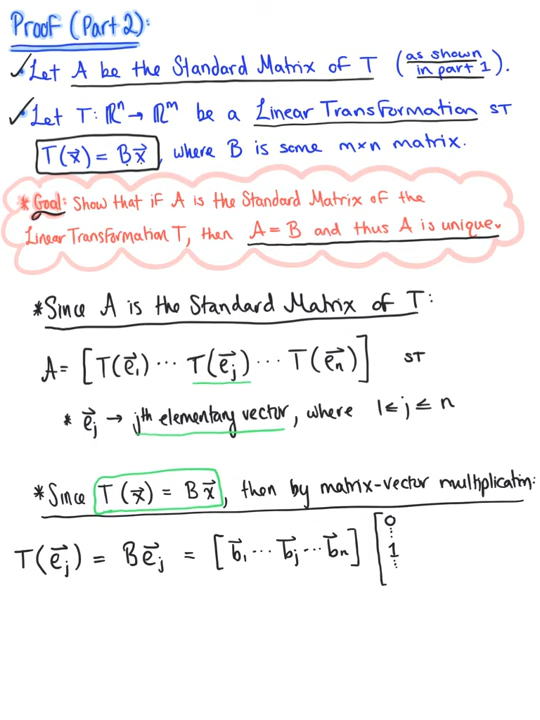 Proof (Part 2):
✓ Let A be the Standard Matrix of T (as shown in part 1).
✓ Let T: ℝⁿ → ℝᵐ be a Linear Transformation ST
T(x⃗) = Bx⃗, where B is some m×n matrix.
* Goal: Show that if A is the Standard Matrix of the
Linear Transformation T, then A = B and thus A is unique.
* Since A is the Standard Matrix of T:
A = [T(e⃗₁) ... T(e⃗ⱼ) ... T(e⃗ₙ)] ST
* e⃗ⱼ → jth elementary vector, where 1 ≤ j ≤ n
* Since T(x⃗) = Bx⃗, then by matrix-vector multiplicatin:
T(e⃗ⱼ) = Be⃗ⱼ = [b⃗₁ ... b⃗ⱼ ... b⃗ₙ] [0 ⋮ 1 ⋮